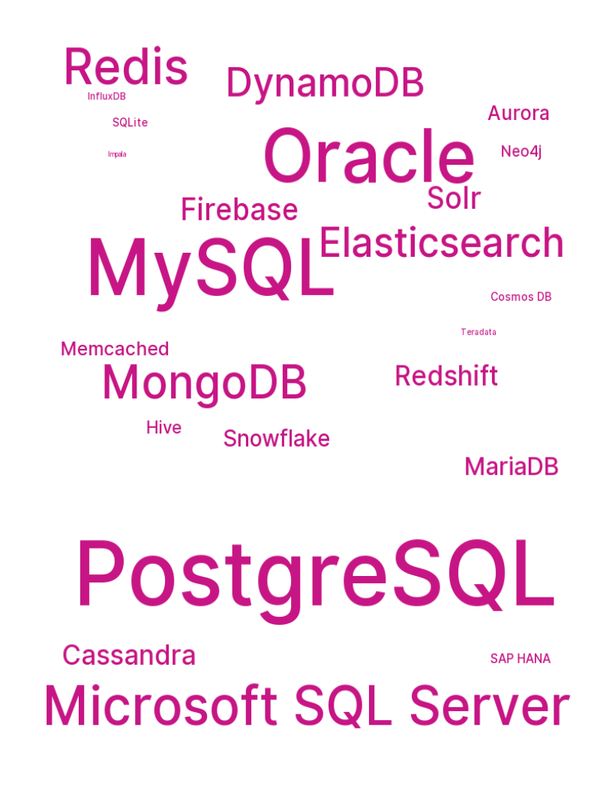 Redis
DynamoDB
InfluxDB
Aurora
SQLite
Oracle
Neo4j
Impala
Solr
Firebase
Elasticsearch
MySQL
Cosmos DB
Teradata
Memcached
MongoDB
Redshift
Hive
Snowflake
MariaDB
PostgreSQL
Cassandra
SAP HANA
Microsoft SQL Server